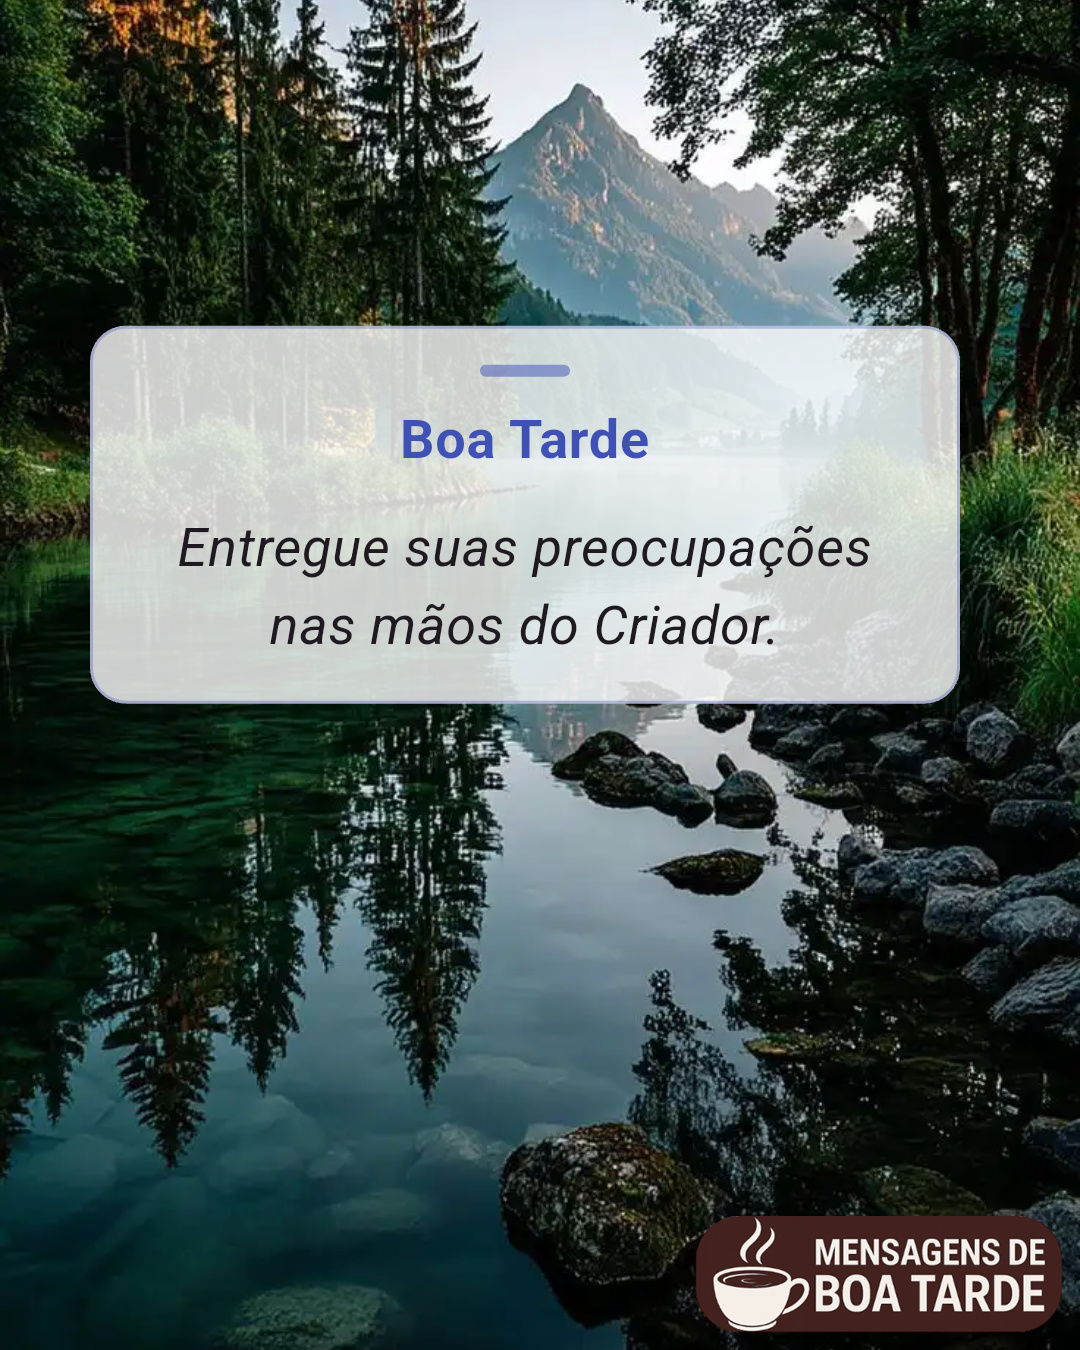 Boa Tarde
Entregue suas preocupações
nas mãos do Criador.
MENSAGENS DE
BOA TARDE